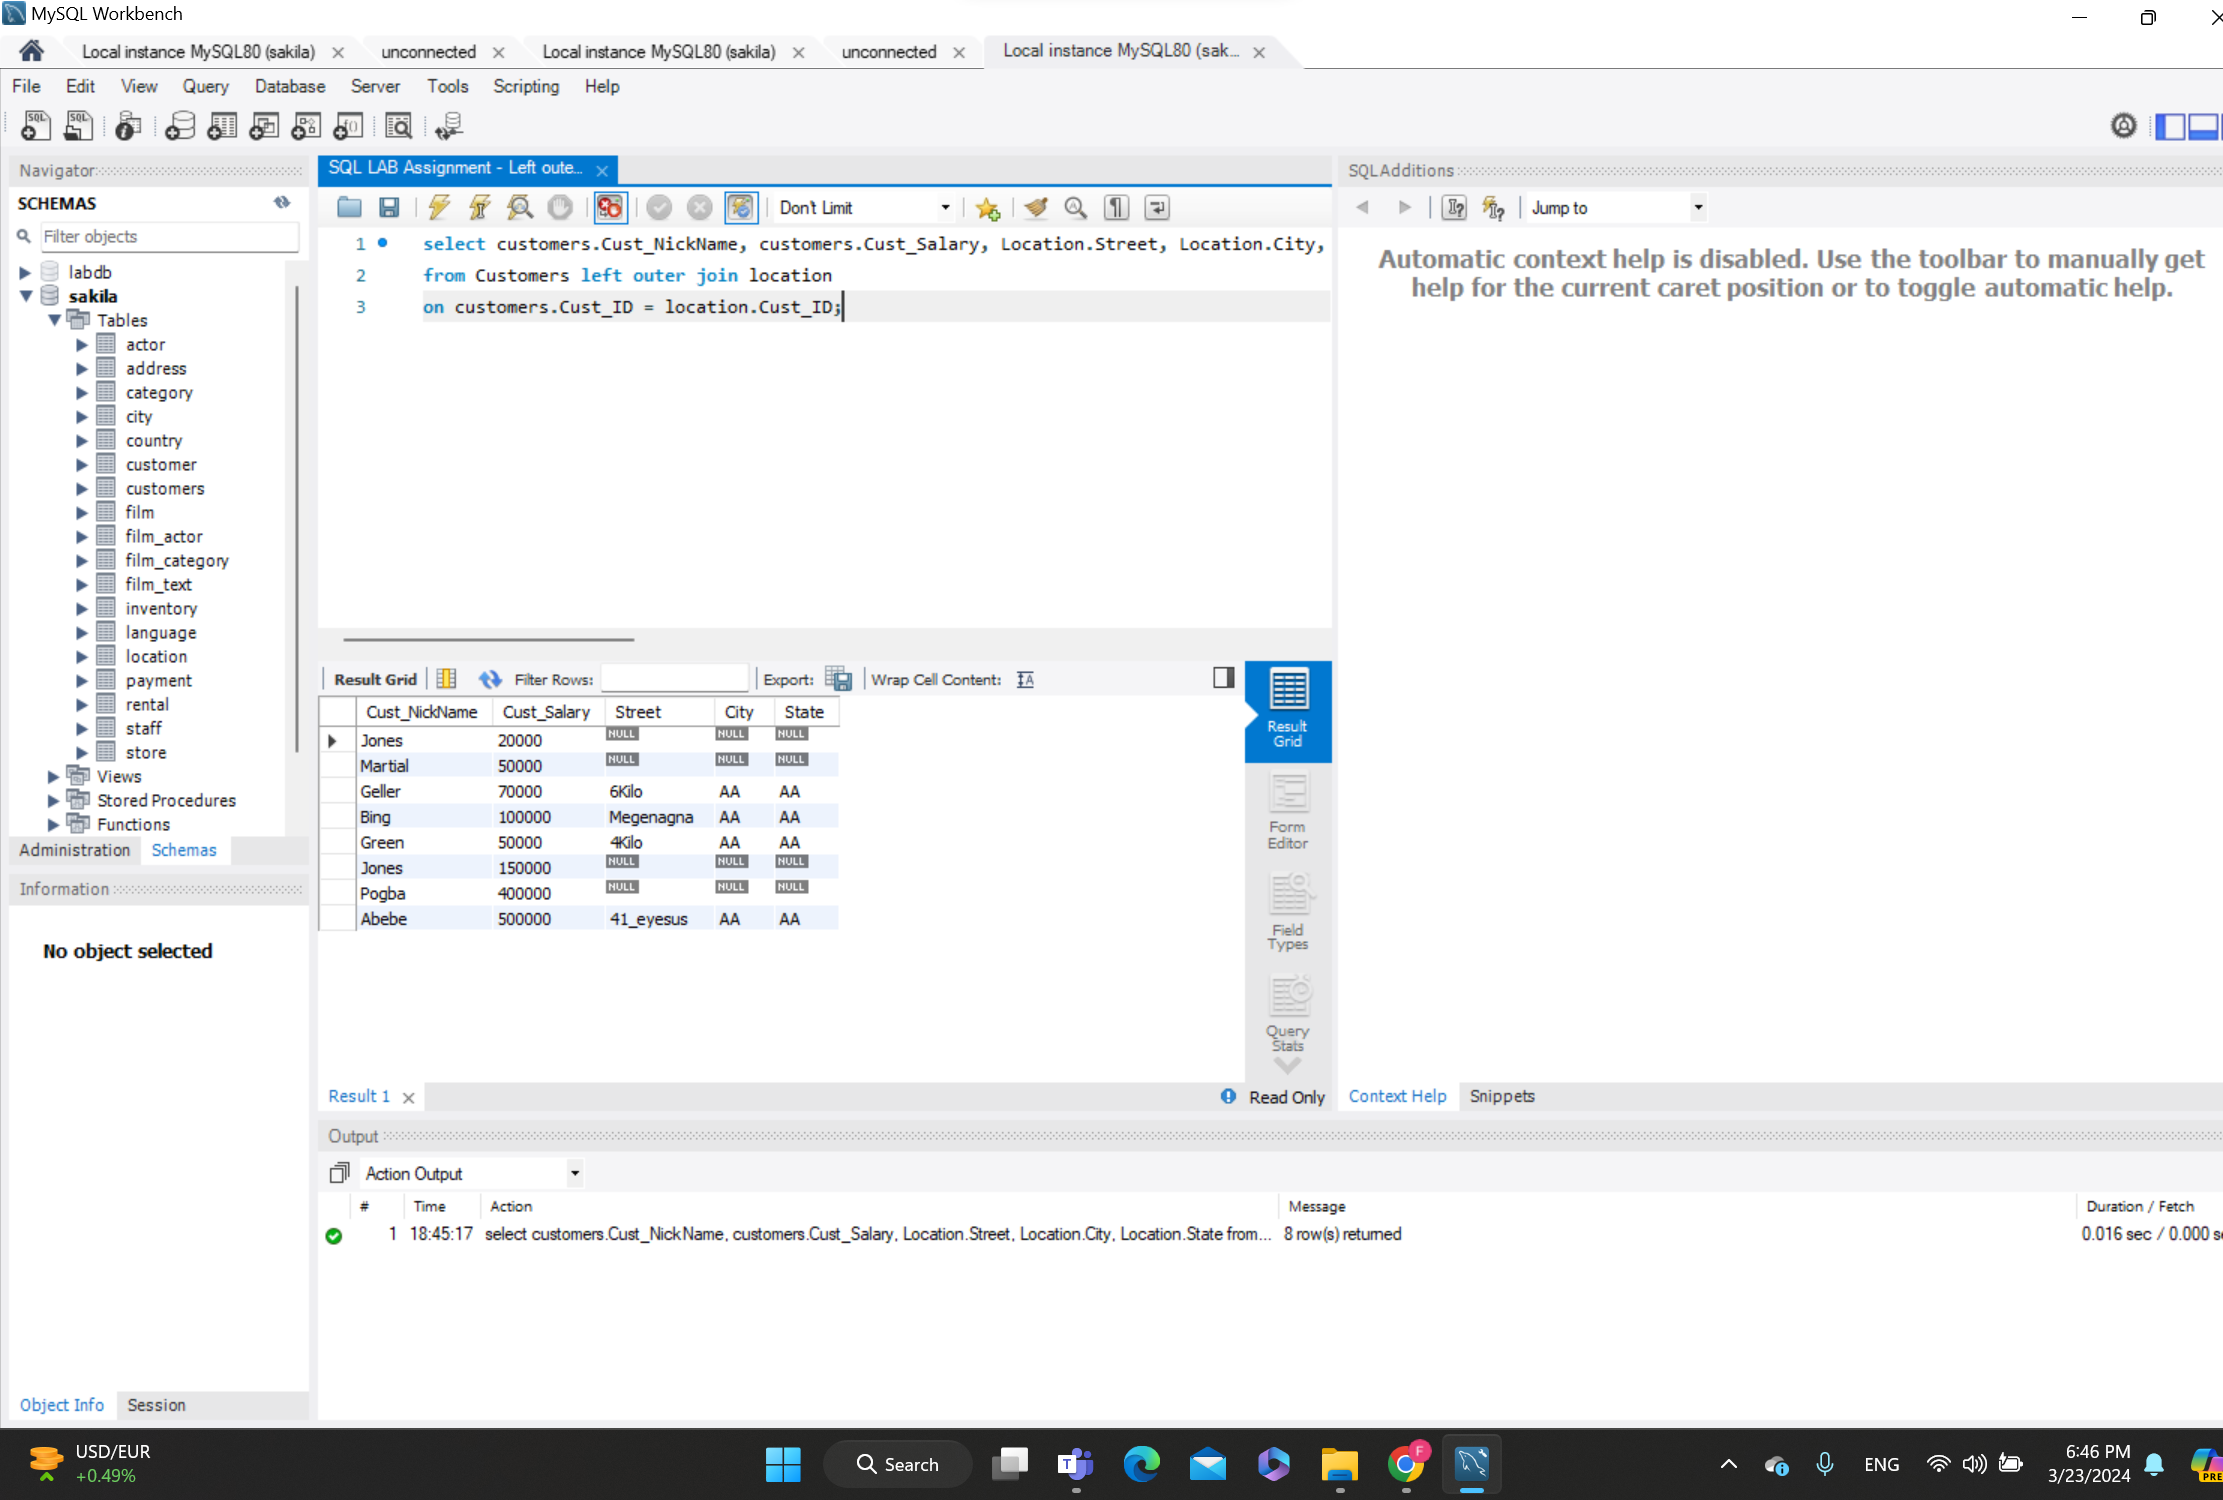 MySQL Workbench
Local instance MySQL80 (sakila)
unconnected
Local instance MySQL80 (sakila)
unconnected
Local instance MySQL80 (sak...
File Edit View Query Database Server Tools Scripting Help
Navigator
SCHEMAS
Filter objects
labdb
sakila
Tables
actor
address
category
city
country
customer
customers
film
film_actor
film_category
film_text
inventory
language
location
payment
rental
staff
store
Views
Stored Procedures
Functions
Administration Schemas
Information
No object selected
Object Info Session
SQL LAB Assignment - Left oute...
Don't Limit
1 select customers.Cust_NickName, customers.Cust_Salary, Location.Street, Location.City,
2 from Customers left outer join location
3 on customers.Cust_ID = location.Cust_ID;
Result Grid Filter Rows: Export: Wrap Cell Content:
Cust_NickName Cust_Salary Street City State
Jones 20000 NULL NULL NULL
Martial 50000 NULL NULL NULL
Geller 70000 6Kilo AA AA
Bing 100000 Megenagna AA AA
Green 50000 4Kilo AA AA
Jones 150000 NULL NULL NULL
Pogba 400000 NULL NULL NULL
Abebe 500000 41_eyesus AA AA
Result
Grid
Form
Editor
Field
Types
Query
Stats
Result 1
Read Only
SQLAdditions
Jump to
Automatic context help is disabled. Use the toolbar to manually get
help for the current caret position or to toggle automatic help.
Context Help Snippets
Output
Action Output
# Time Action Message Duration / Fetch
1 18:45:17 select customers.Cust_NickName, customers.Cust_Salary, Location.Street, Location.City, Location.State from... 8 row(s) returned 0.016 sec / 0.000 s
USD/EUR
+0.49%
Search
ENG
6:46 PM
3/23/2024
PRE